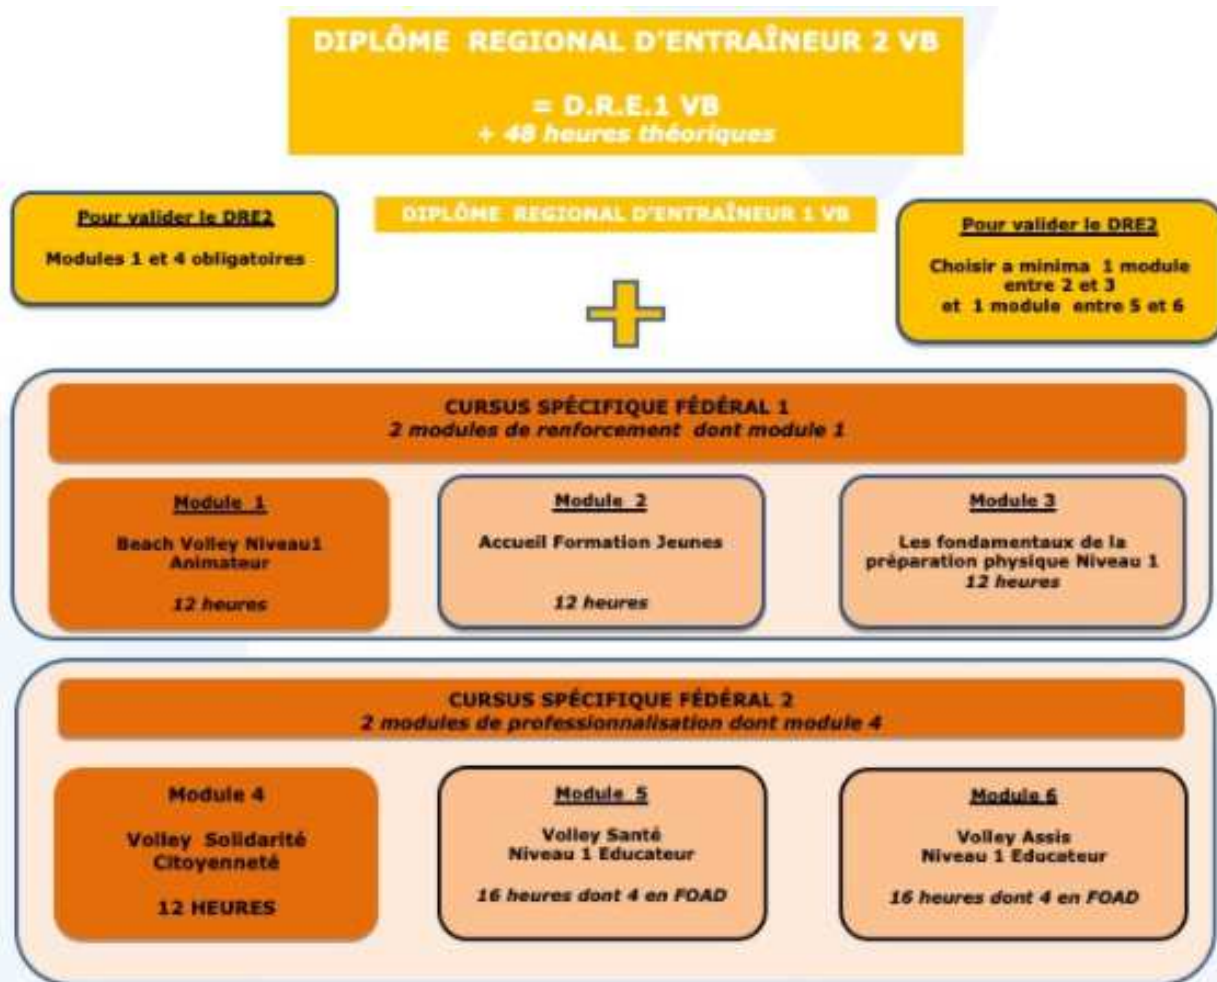 DIPLÔME REGIONAL D'ENTRAÎNEUR 2 VB
= D.R.E.1 VB
+ 48 heures théoriques
Pour valider le DRE2
Modules 1 et 4 obligatoires
DIPLÔME REGIONAL D'ENTRAÎNEUR 1 VB
Pour valider le DRE2
Choisir a minima 1 module
entre 2 et 3
et 1 module entre 5 et 6
CURSUS SPÉCIFIQUE FÉDÉRAL 1
2 modules de renforcement dont module 1
Module 1
Beach Volley Niveau1
Animateur
12 heures
Module 2
Accueil Formation Jeunes
12 heures
Module 3
Les fondamentaux de la
préparation physique Niveau 1
12 heures
CURSUS SPÉCIFIQUE FÉDÉRAL 2
2 modules de professionnalisation dont module 4
Module 4
Volley Solidarité
Citoyenneté
12 HEURES
Module 5
Volley Santé
Niveau 1 Educateur
16 heures dont 4 en FOAD
Module 6
Volley Assis
Niveau 1 Educateur
16 heures dont 4 en FOAD